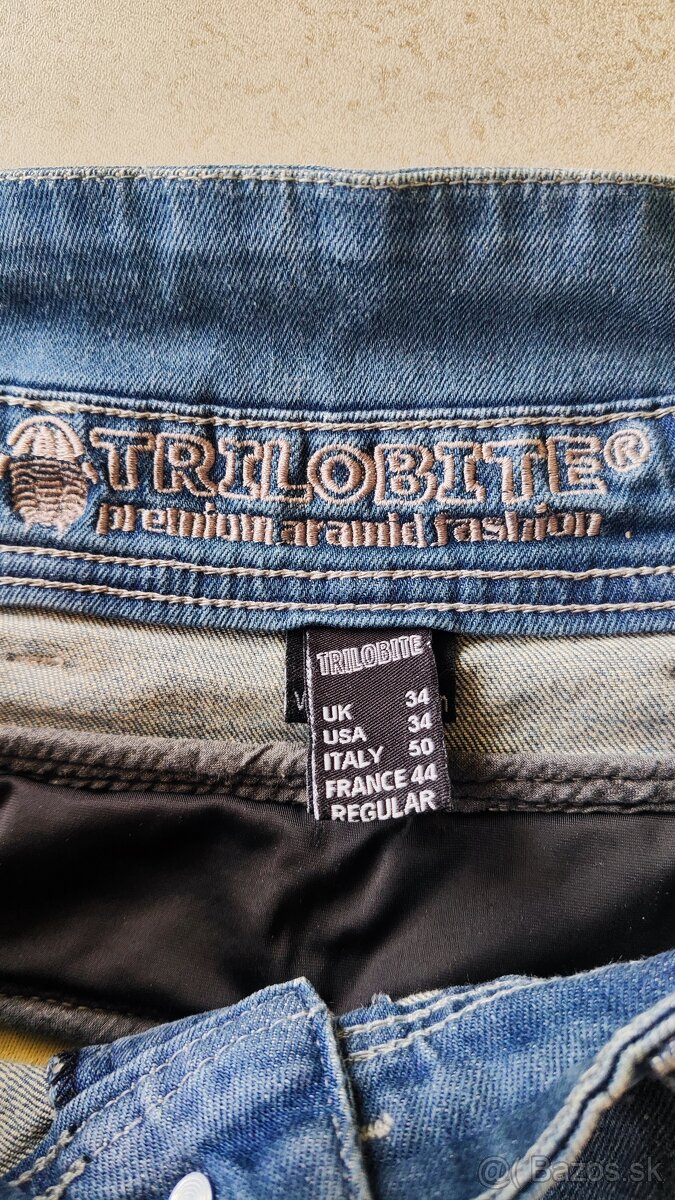 TRILOBITE®
premium aramid fashion
TRILOBITE
UK 34
USA 34
ITALY 50
FRANCE 44
REGULAR
@ Bazos.sk